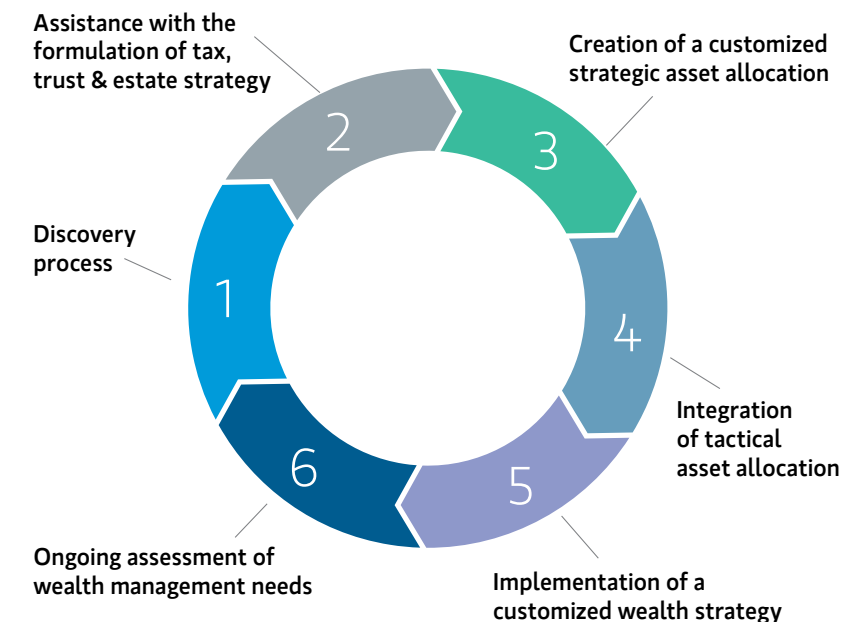 Assistance with the
formulation of tax,
trust & estate strategy
Creation of a customized
strategic asset allocation
2
3
Discovery
process
1
4
Integration
of tactical
asset allocation
6
5
Ongoing assessment of
wealth management needs
Implementation of a
customized wealth strategy